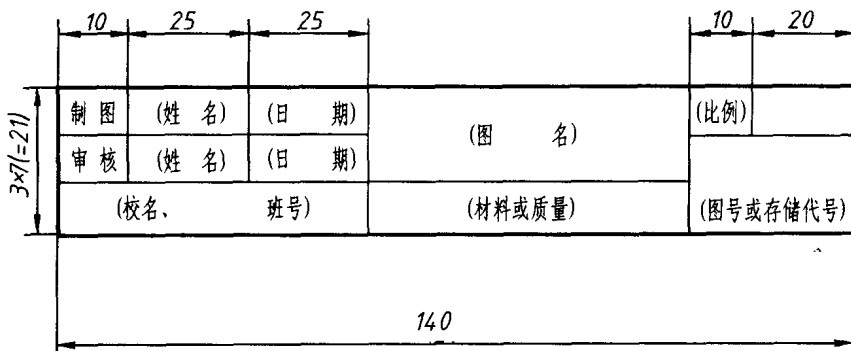 10 25 25 10 20
3×7(=21)
制 图 (姓 名) (日 期) (图 名) (比例)
审 核 (姓 名) (日 期)
(校名、 班号) (材料或质量) (图号或存储代号)
140